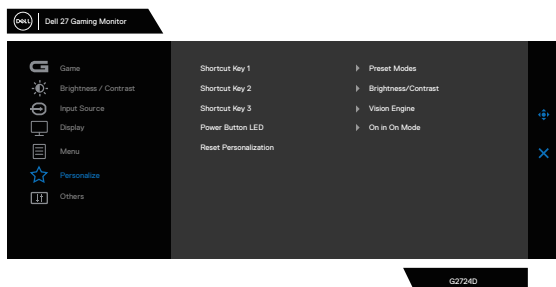 DELL Dell 27 Gaming Monitor
Game
Brightness / Contrast
Input Source
Display
Menu
Personalize
Others
Shortcut Key 1 Preset Modes
Shortcut Key 2 Brightness/Contrast
Shortcut Key 3 Vision Engine
Power Button LED On in On Mode
Reset Personalization
G2724D